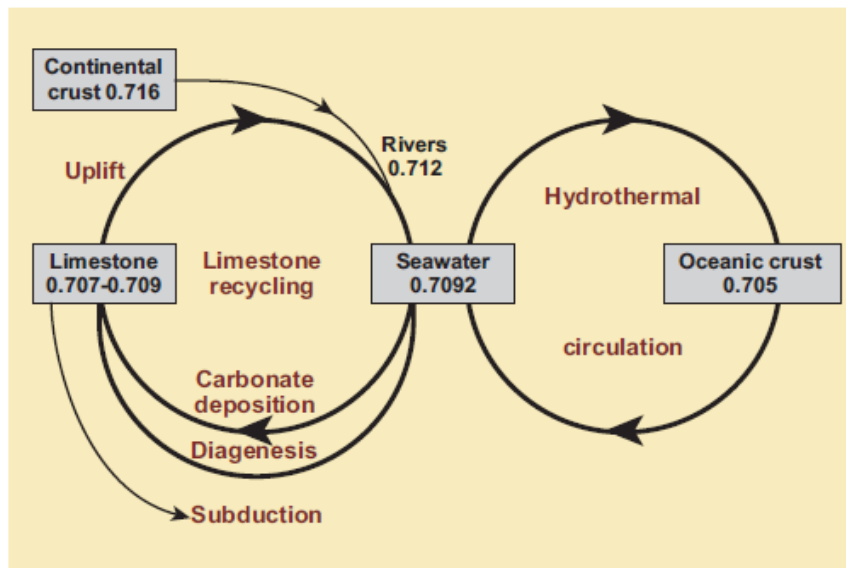 Continental
crust 0.716
Rivers
0.712
Uplift
Hydrothermal
Limestone
0.707-0.709
Limestone
recycling
Seawater
0.7092
Oceanic crust
0.705
circulation
Carbonate
deposition
Diagenesis
Subduction